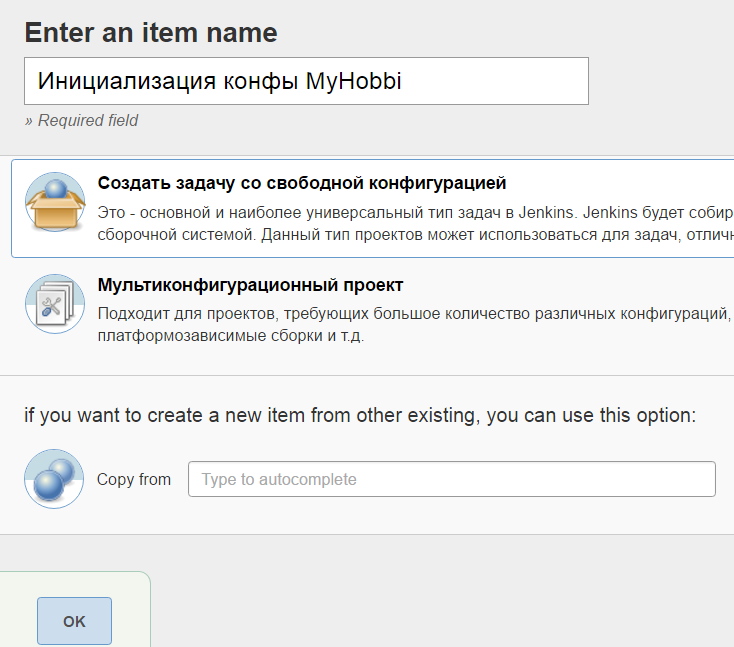 Enter an item name
Инициализация конфы MyHobbi
» Required field
Создать задачу со свободной конфигурацией
Это - основной и наиболее универсальный тип задач в Jenkins. Jenkins будет собир
сборочной системой. Данный тип проектов может использоваться для задач, отличн
Мультиконфигурационный проект
Подходит для проектов, требующих большое количество различных конфигураций,
платформозависимые сборки и т.д.
if you want to create a new item from other existing, you can use this option:
Copy from
Type to autocomplete
OK